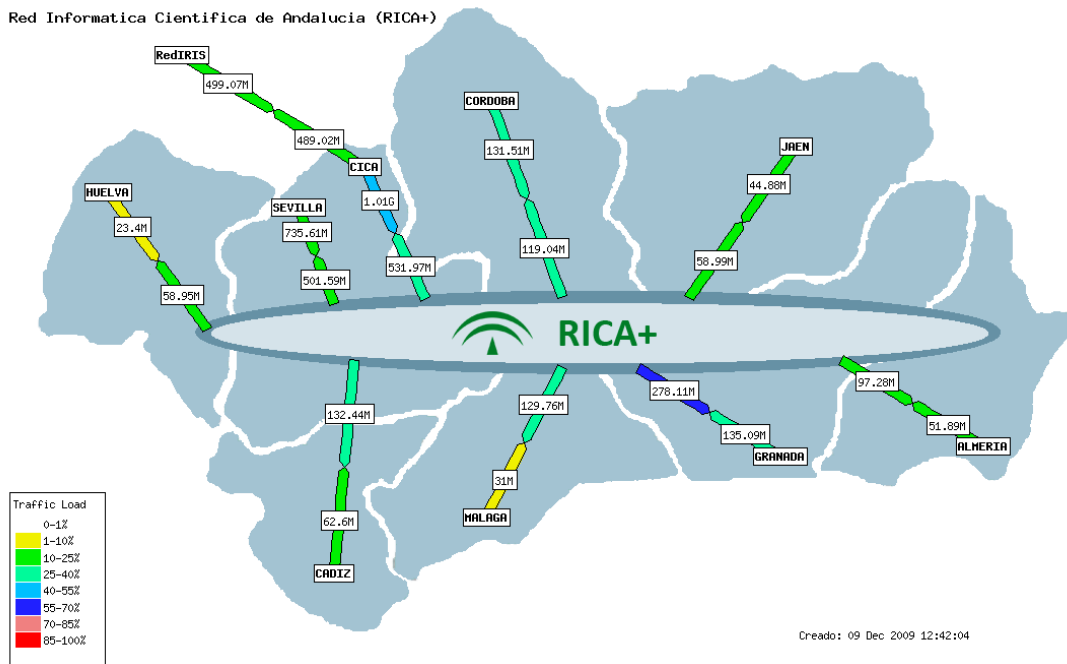 Red Informatica Cientifica de Andalucia (RICA+)
RedIRIS
499.07M
489.02M
CICA
1.01G
531.97M
CORDOBA
131.51M
119.04M
JAEN
44.88M
58.99M
HUELVA
23.4M
58.95M
SEVILLA
735.61M
501.59M
RICA+
132.44M
62.6M
CADIZ
129.76M
31M
MALAGA
278.11M
135.09M
GRANADA
97.28M
51.89M
ALMERIA
Traffic Load
0-1%
1-10%
10-25%
25-40%
40-55%
55-70%
70-85%
85-100%
Creado: 09 Dec 2009 12:42:04